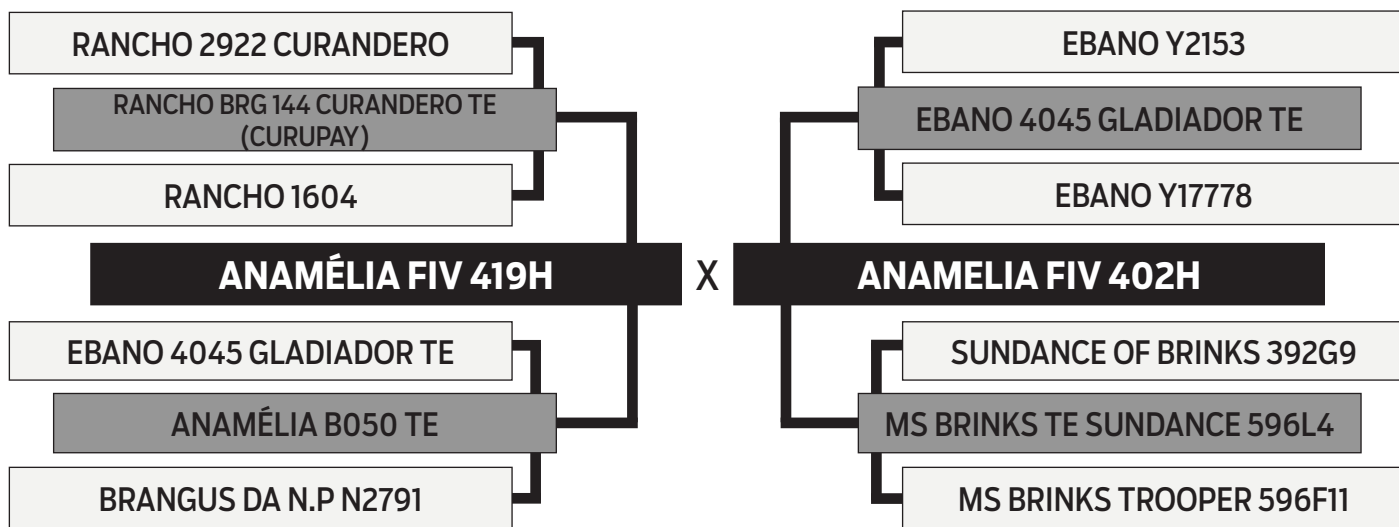 RANCHO 2922 CURANDERO
RANCHO BRG 144 CURANDERO TE
(CURUPAY)
RANCHO 1604
ANAMÉLIA FIV 419H
EBANO 4045 GLADIADOR TE
ANAMÉLIA B050 TE
BRANGUS DA N.P N2791
X
EBANO Y2153
EBANO 4045 GLADIADOR TE
EBANO Y17778
ANAMELIA FIV 402H
SUNDANCE OF BRINKS 392G9
MS BRINKS TE SUNDANCE 596L4
MS BRINKS TROOPER 596F11